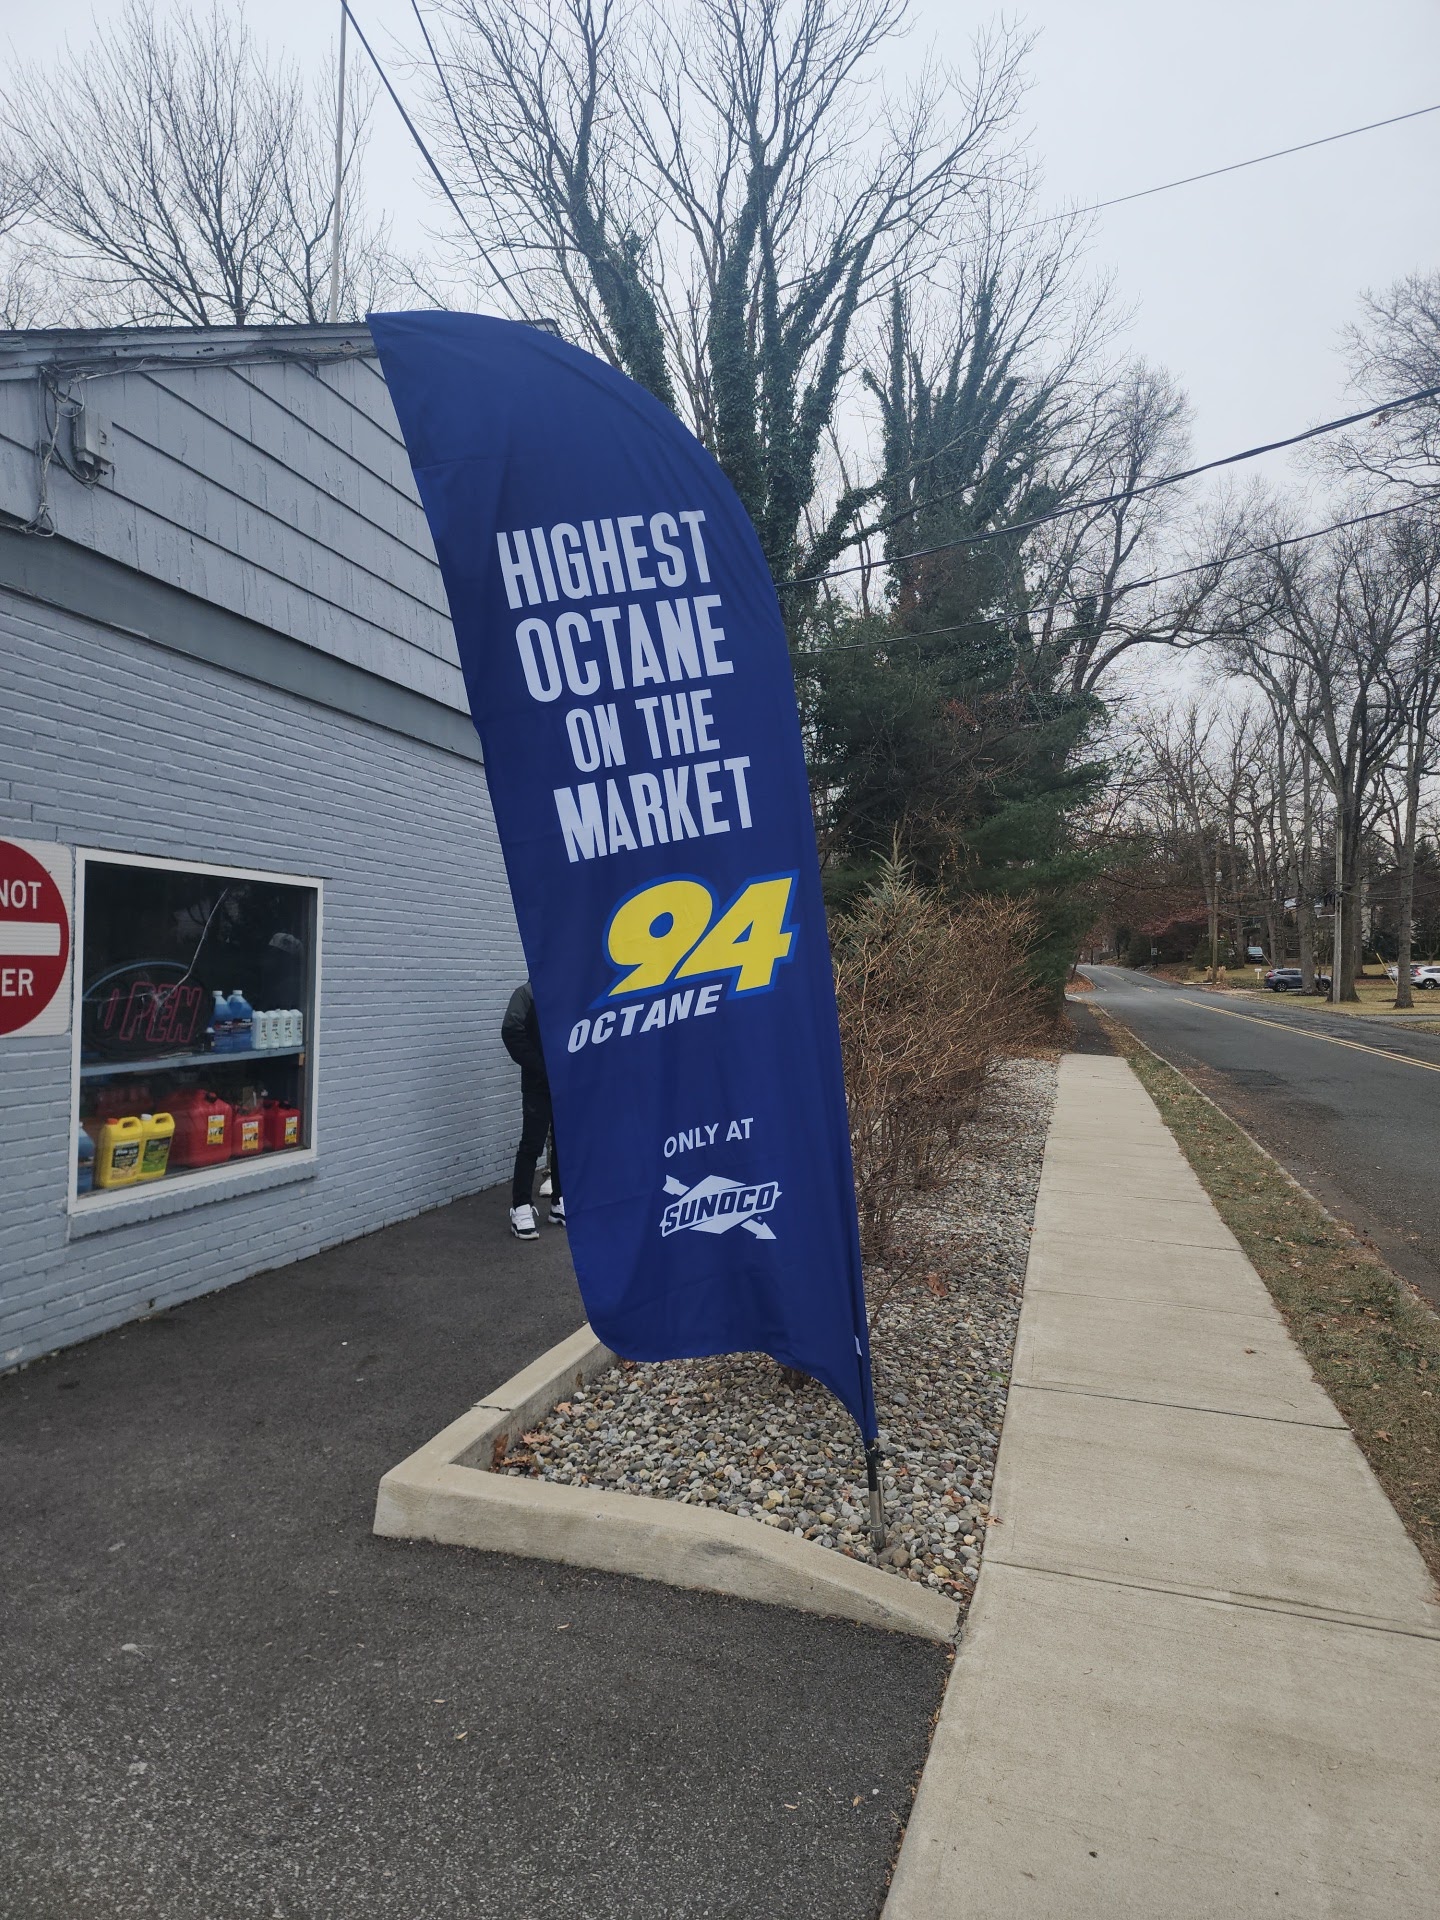 HIGHEST
OCTANE
ON THE
MARKET
94
OCTANE
ONLY AT
SUNOCO
NOT
ER
OPEN